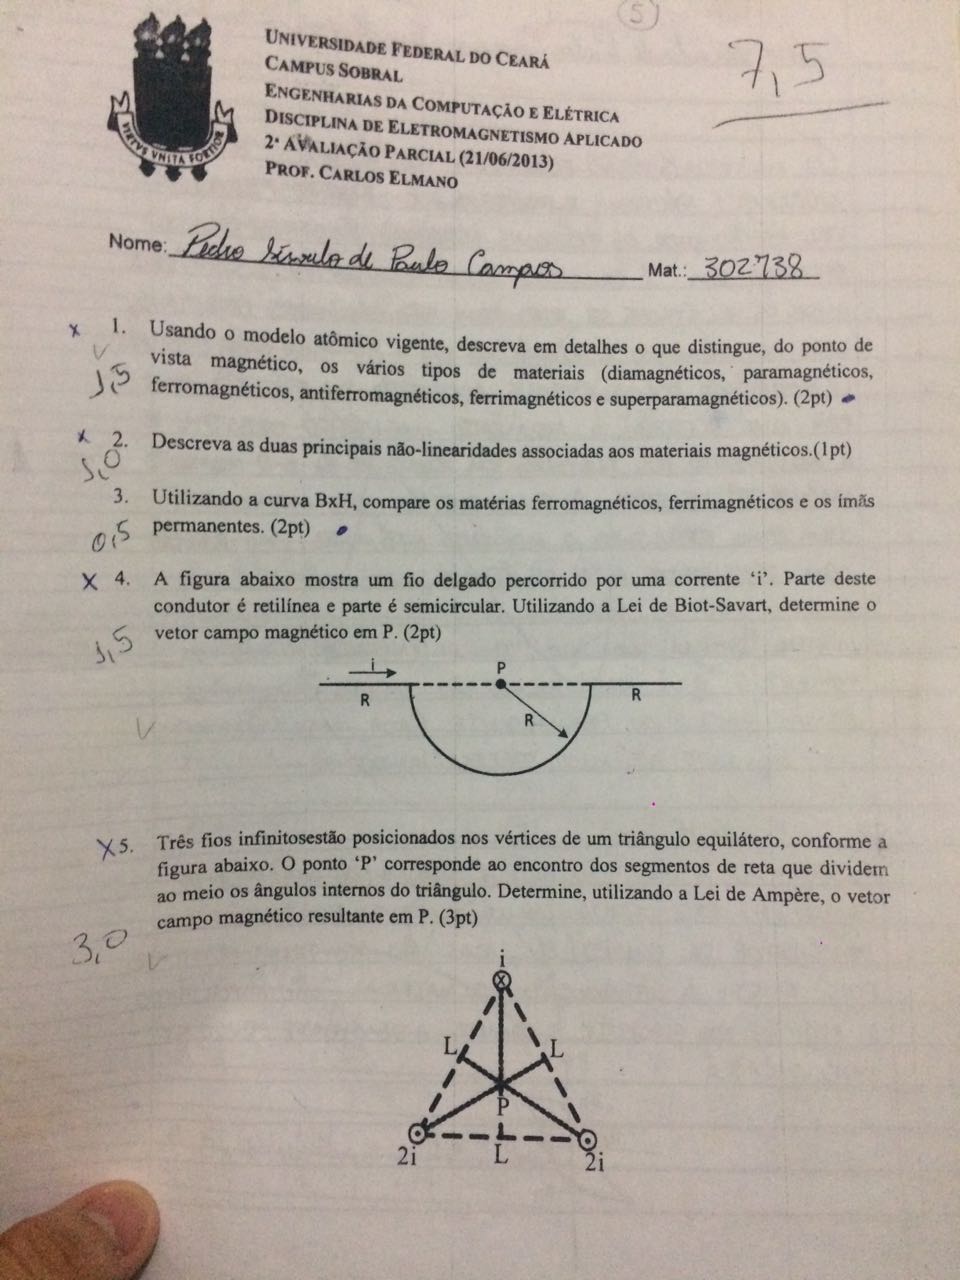 5
7,5
UNIVERSIDADE FEDERAL DO CEARÁ
CAMPUS SOBRAL
ENGENHARIAS DA COMPUTAÇÃO E ELÉTRICA
DISCIPLINA DE ELETROMAGNETISMO APLICADO
2ª AVALIAÇÃO PARCIAL (21/06/2013)
PROF. CARLOS ELMANO
VIRTUS UNITA FORTIOR
Nome: Pedro de Paulo Campos Mat.: 302738
x 1. Usando o modelo atômico vigente, descreva em detalhes o que distingue, do ponto de
vista magnético, os vários tipos de materiais (diamagnéticos, paramagnéticos,
1,5 ferromagnéticos, antiferromagnéticos, ferrimagnéticos e superparamagnéticos). (2pt)
x 2. Descreva as duas principais não-linearidades associadas aos materiais magnéticos.(1pt)
1,0
3. Utilizando a curva BxH, compare os matérias ferromagnéticos, ferrimagnéticos e os ímãs
0,5 permanentes. (2pt)
x 4. A figura abaixo mostra um fio delgado percorrido por uma corrente ‘i’. Parte deste
condutor é retilínea e parte é semicircular. Utilizando a Lei de Biot-Savart, determine o
1,5 vetor campo magnético em P. (2pt)
i P
R R
R
x 5. Três fios infinitosestão posicionados nos vértices de um triângulo equilátero, conforme a
figura abaixo. O ponto ‘P’ corresponde ao encontro dos segmentos de reta que dividem
ao meio os ângulos internos do triângulo. Determine, utilizando a Lei de Ampère, o vetor
3,0 campo magnético resultante em P. (3pt)
i
L L
P
2i L 2i